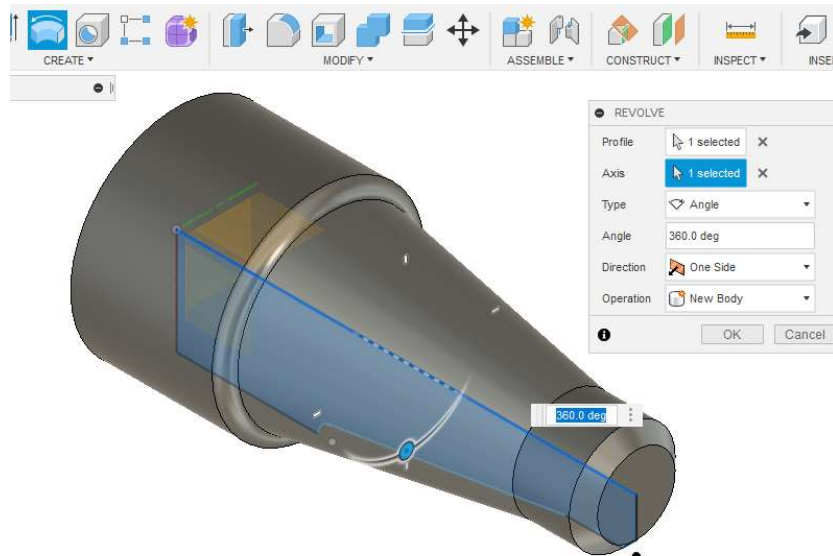 CREATE ▾ MODIFY ▾ ASSEMBLE ▾ CONSTRUCT ▾ INSPECT ▾ INSE
REVOLVE
Profile 1 selected
Axis 1 selected
Type Angle
Angle 360.0 deg
Direction One Side
Operation New Body
OK Cancel
360.0 deg